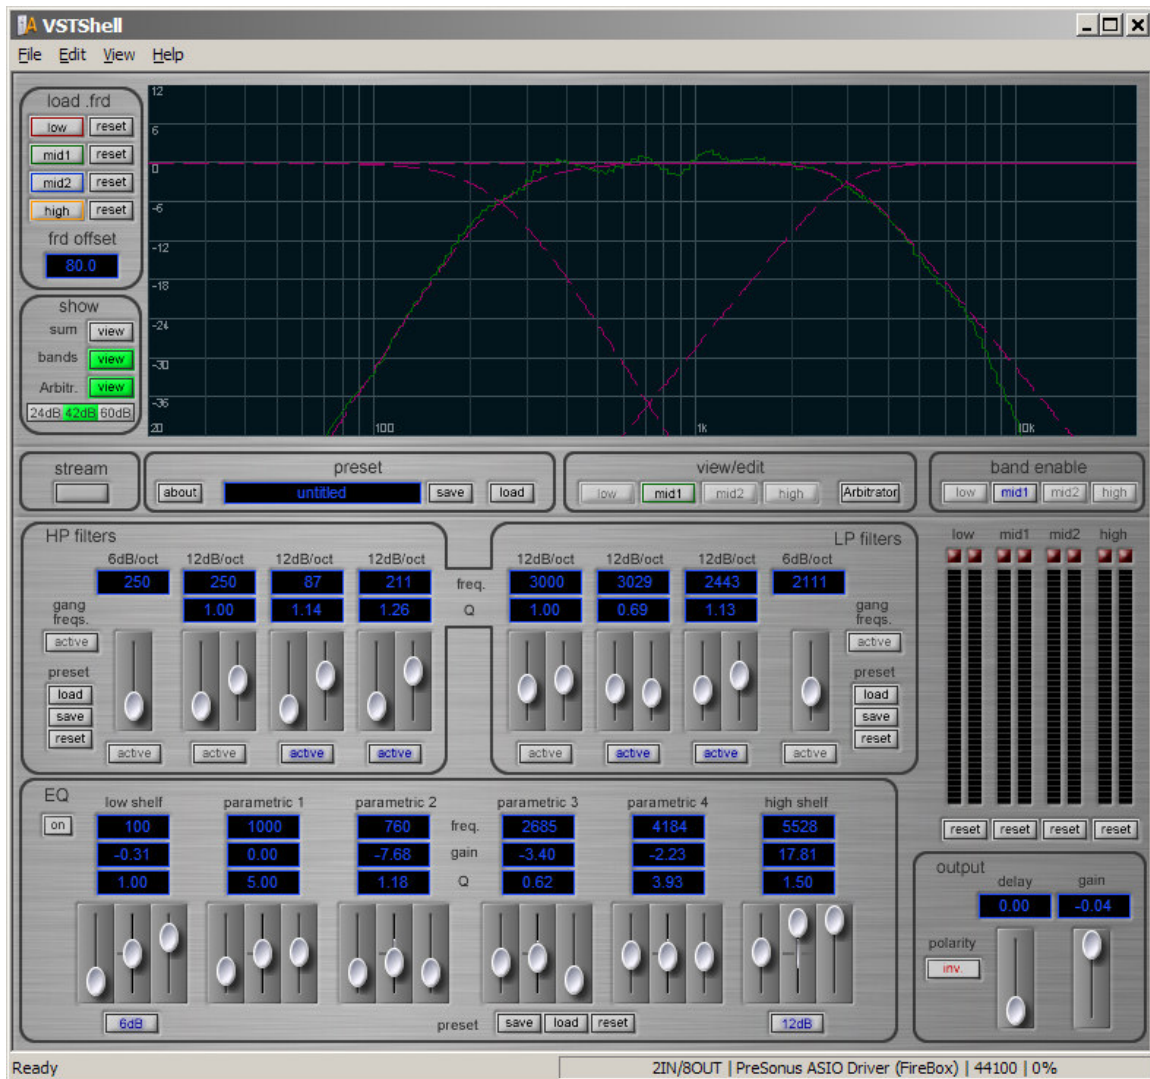 VSTShell
File Edit View Help
load .frd
low reset
mid1 reset
mid2 reset
high reset
frd offset
80.0
show
sum view
bands view
Arbitr. view
24dB 42dB 60dB
12
6
0
-6
-12
-18
-24
-30
-36
20 100 1k 10k
stream
preset
about untitled save load
view/edit
low mid1 mid2 high Arbitrator
band enable
low mid1 mid2 high
HP filters
6dB/oct 12dB/oct 12dB/oct 12dB/oct
250 250 87 211
1.00 1.14 1.26
gang
freqs.
active
preset
load
save
reset
active active active active
freq.
Q
LP filters
12dB/oct 12dB/oct 12dB/oct 6dB/oct
3000 3029 2443 2111
1.00 0.69 1.13
gang
freqs.
active
preset
load
save
reset
active active active active
low mid1 mid2 high
reset reset reset reset
EQ
on
low shelf parametric 1 parametric 2 parametric 3 parametric 4 high shelf
100 1000 760 freq. 2685 4184 5528
-0.31 0.00 -7.68 gain -3.40 -2.23 17.81
1.00 5.00 1.18 Q 0.62 3.93 1.50
6dB preset save load reset 12dB
output
delay gain
0.00 -0.04
polarity
inv.
Ready 2IN/8OUT | PreSonus ASIO Driver (FireBox) | 44100 | 0%